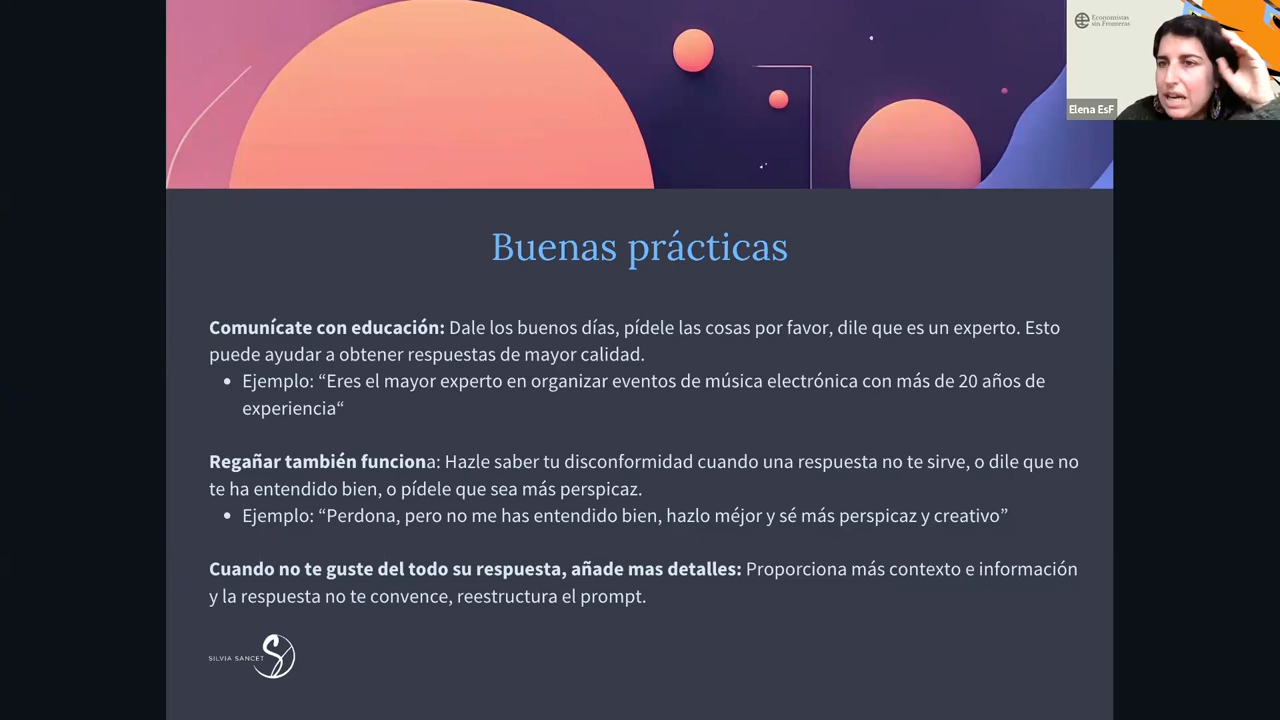 Economistas
sin Fronteras
Elena EsF
Buenas prácticas
Comunícate con educación: Dale los buenos días, pídele las cosas por favor, dile que es un experto. Esto
puede ayudar a obtener respuestas de mayor calidad.
• Ejemplo: “Eres el mayor experto en organizar eventos de música electrónica con más de 20 años de
experiencia“
Regañar también funciona: Hazle saber tu disconformidad cuando una respuesta no te sirve, o dile que no
te ha entendido bien, o pídele que sea más perspicaz.
• Ejemplo: “Perdona, pero no me has entendido bien, hazlo méjor y sé más perspicaz y creativo”
Cuando no te guste del todo su respuesta, añade mas detalles: Proporciona más contexto e información
y la respuesta no te convence, reestructura el prompt.
SILVIA SANCET